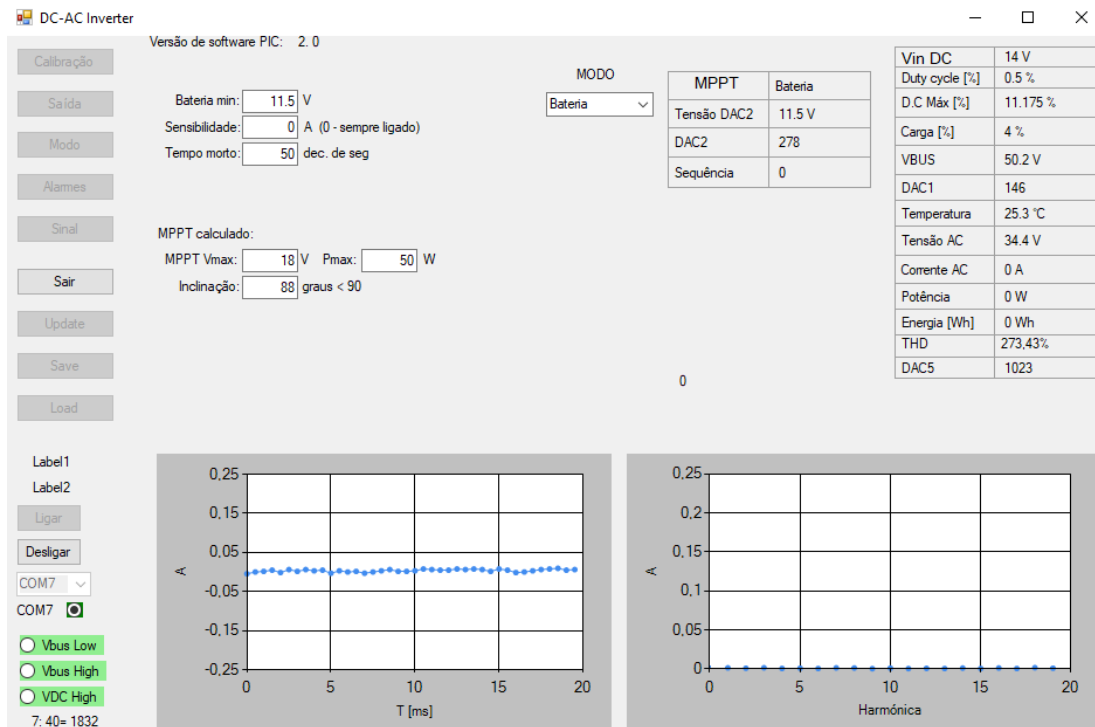 DC-AC Inverter
Versão de software PIC: 2. 0
Calibração
Saída
Modo
Alarmes
Sinal
Sair
Update
Save
Load
Bateria min: 11.5 V
Sensibilidade: 0 A (0 - sempre ligado)
Tempo morto: 50 dec. de seg
MPPT calculado:
MPPT Vmax: 18 V Pmax: 50 W
Inclinação: 88 graus < 90
MODO
Bateria
MPPT Bateria
Tensão DAC2 11.5 V
DAC2 278
Sequência 0
0
Vin DC 14 V
Duty cycle [%] 0.5 %
D.C Máx [%] 11.175 %
Carga [%] 4 %
VBUS 50.2 V
DAC1 146
Temperatura 25.3 °C
Tensão AC 34.4 V
Corrente AC 0 A
Potência 0 W
Energia [Wh] 0 Wh
THD 273,43%
DAC5 1023
Label1
Label2
Ligar
Desligar
COM7
COM7
Vbus Low
Vbus High
VDC High
7: 40= 1832
0,25
0,15
0,05
-0,05
-0,15
-0,25
A
0 5 10 15 20
T [ms]
0,25
0,2
0,15
0,1
0,05
0
A
0 5 10 15 20
Harmónica